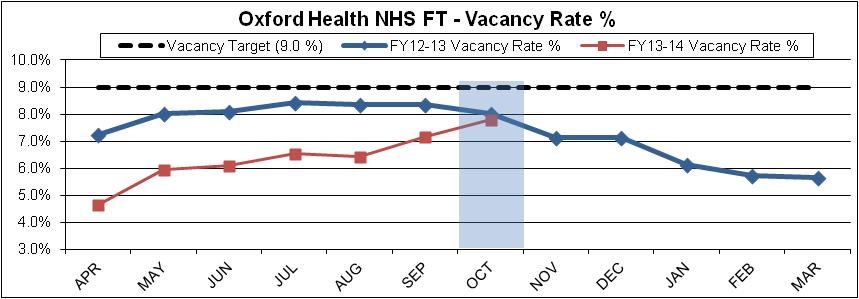 Oxford Health NHS FT - Vacancy Rate %
Vacancy Target (9.0 %) FY12-13 Vacancy Rate % FY13-14 Vacancy Rate %
10.0%
9.0%
8.0%
7.0%
6.0%
5.0%
4.0%
3.0%
APR MAY JUN JUL AUG SEP OCT NOV DEC JAN FEB MAR